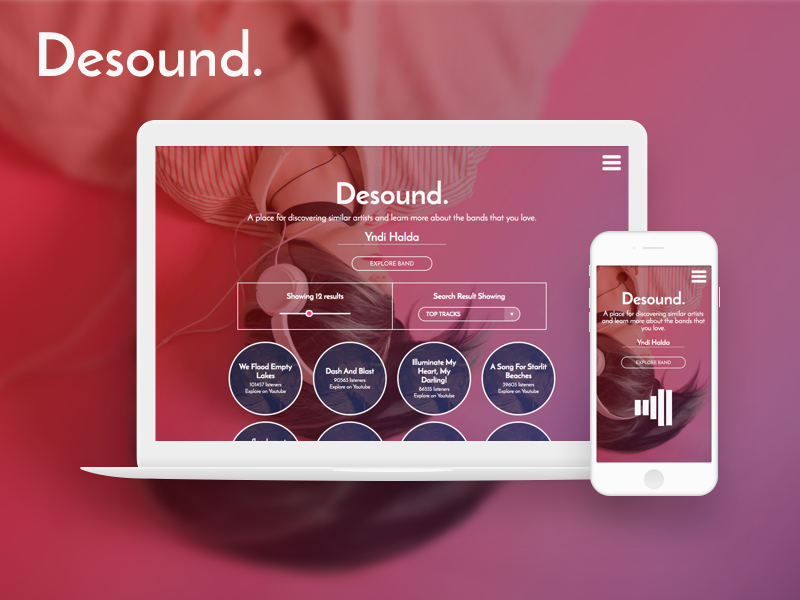 Desound.
Desound.
A place for discovering similar artists and learn more about the bands that you love.
Yndi Halda
EXPLORE BAND
Showing 12 results
Search Result Showing
TOP TRACKS
We Flood Empty
Lakes
101457 listeners
Explore on Youtube
Dash And Blast
90563 listeners
Explore on Youtube
Illuminate My
Heart, My
Darling!
86555 listeners
Explore on Youtube
A Song For Starlit
Beaches
39605 listeners
Explore on Youtube
Desound.
A place for discovering similar artists
and learn more about the bands that
you love.
Yndi Halda
EXPLORE BAND